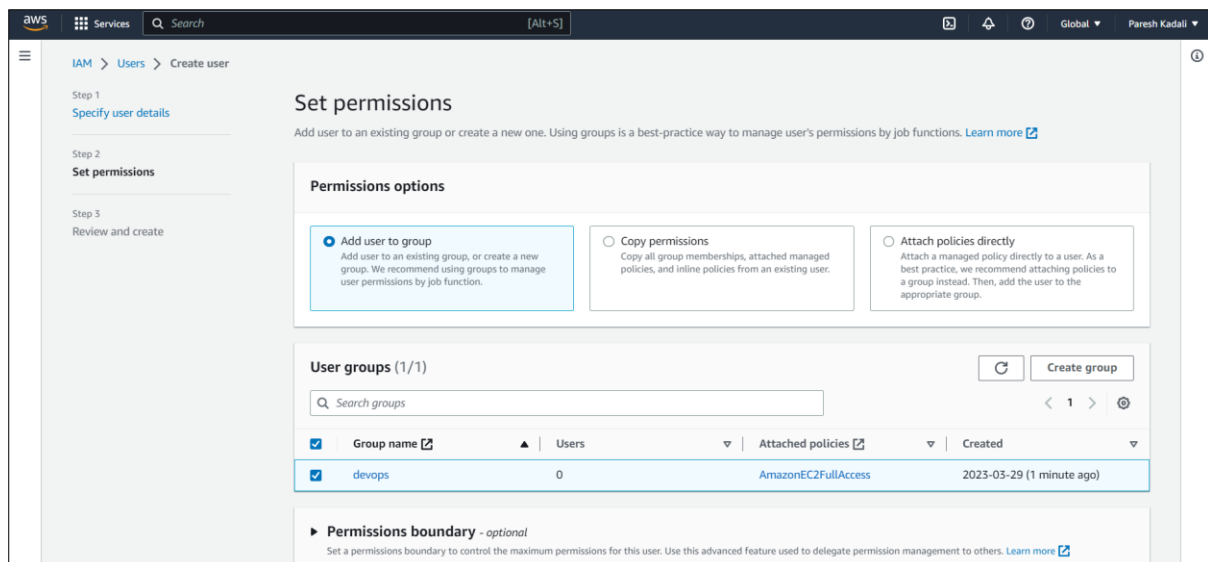 aws Services Search [Alt+S] Global Paresh Kadali
IAM > Users > Create user
Step 1
Specify user details
Step 2
Set permissions
Step 3
Review and create
Set permissions
Add user to an existing group or create a new one. Using groups is a best-practice way to manage user's permissions by job functions. Learn more
Permissions options
Add user to group
Add user to an existing group, or create a new
group. We recommend using groups to manage
user permissions by job function.
Copy permissions
Copy all group memberships, attached managed
policies, and inline policies from an existing user.
Attach policies directly
Attach a managed policy directly to a user. As a
best practice, we recommend attaching policies to
a group instead. Then, add the user to the
appropriate group.
User groups (1/1)
Create group
Search groups
1
Group name Users Attached policies Created
devops 0 AmazonEC2FullAccess 2023-03-29 (1 minute ago)
Permissions boundary - optional
Set a permissions boundary to control the maximum permissions for this user. Use this advanced feature used to delegate permission management to others. Learn more